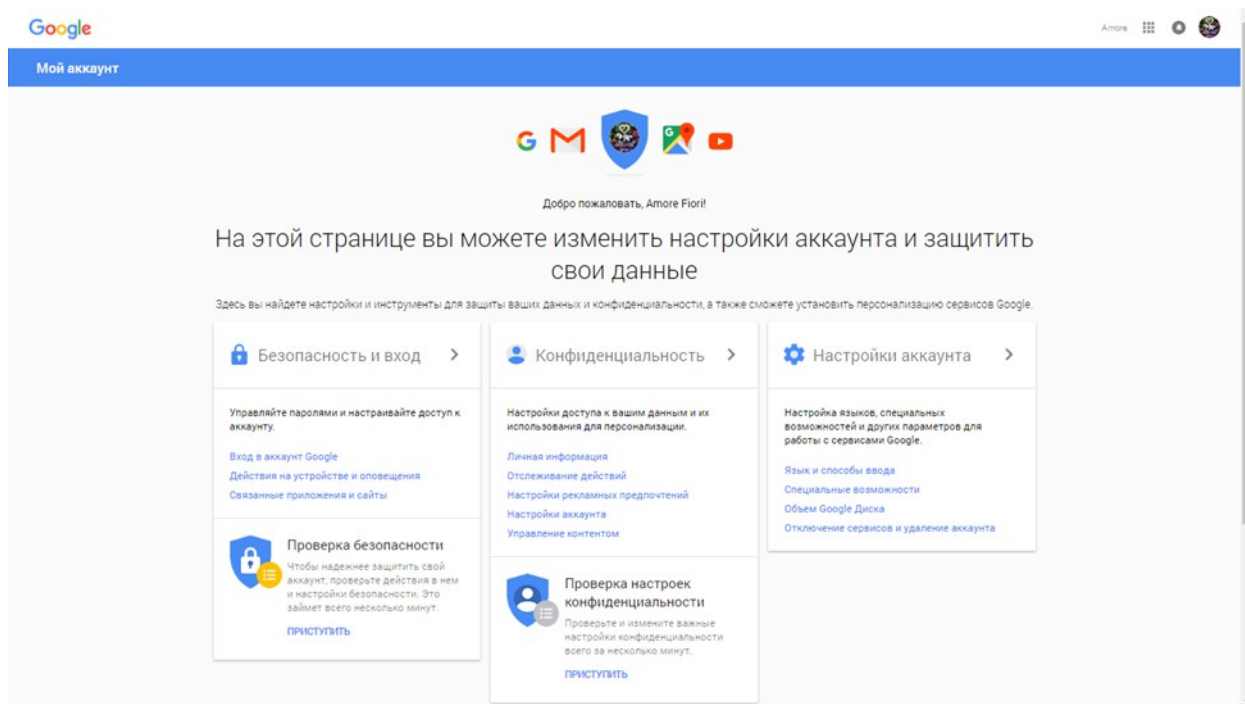 Google
Amore
Мой аккаунт
Добро пожаловать, Amore Fiori!
На этой странице вы можете изменить настройки аккаунта и защитить
свои данные
Здесь вы найдете настройки и инструменты для защиты ваших данных и конфиденциальности, а также сможете установить персонализацию сервисов Google.
Безопасность и вход
Управляйте паролями и настраивайте доступ к
аккаунту.
Вход в аккаунт Google
Действия на устройстве и оповещения
Связанные приложения и сайты
Проверка безопасности
Чтобы надежнее защитить свой
аккаунт, проверьте действия в нем
и настройки безопасности. Это
займет всего несколько минут.
ПРИСТУПИТЬ
Конфиденциальность
Настройки доступа к вашим данным и их
использования для персонализации.
Личная информация
Отслеживание действий
Настройки рекламных предпочтений
Настройки аккаунта
Управление контентом
Проверка настроек
конфиденциальности
Проверьте и измените важные
настройки конфиденциальности
всего за несколько минут.
ПРИСТУПИТЬ
Настройки аккаунта
Настройка языков, специальных
возможностей и других параметров для
работы с сервисами Google.
Язык и способы ввода
Специальные возможности
Объем Google Диска
Отключение сервисов и удаление аккаунта